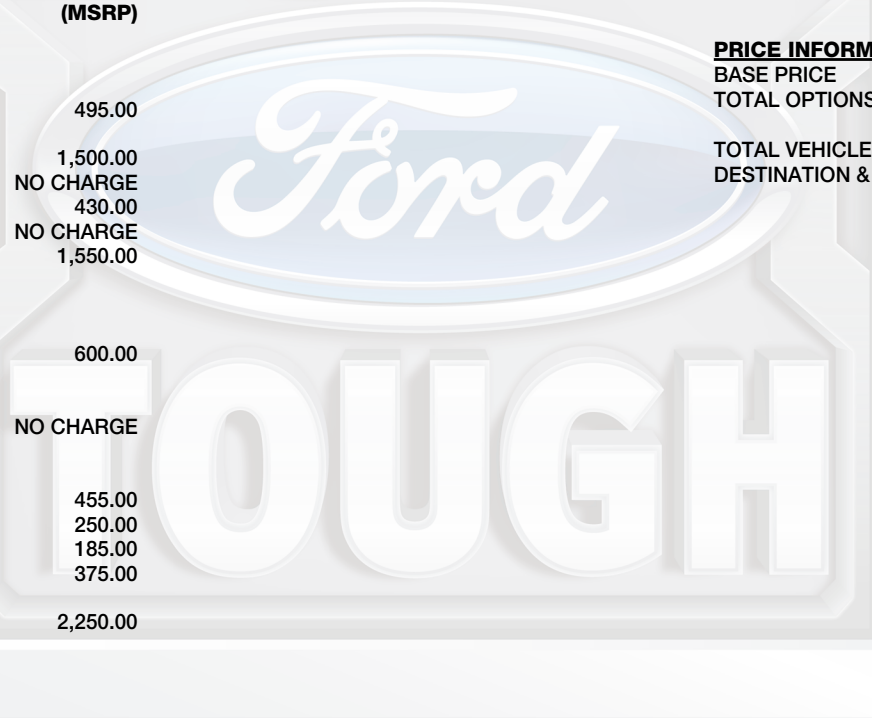 (MSRP)
495.00
1,500.00
NO CHARGE
430.00
NO CHARGE
1,550.00
600.00
NO CHARGE
455.00
250.00
185.00
375.00
2,250.00
PRICE INFORM
BASE PRICE
TOTAL OPTIONS
TOTAL VEHICLE
DESTINATION &
Ford
TOUGH